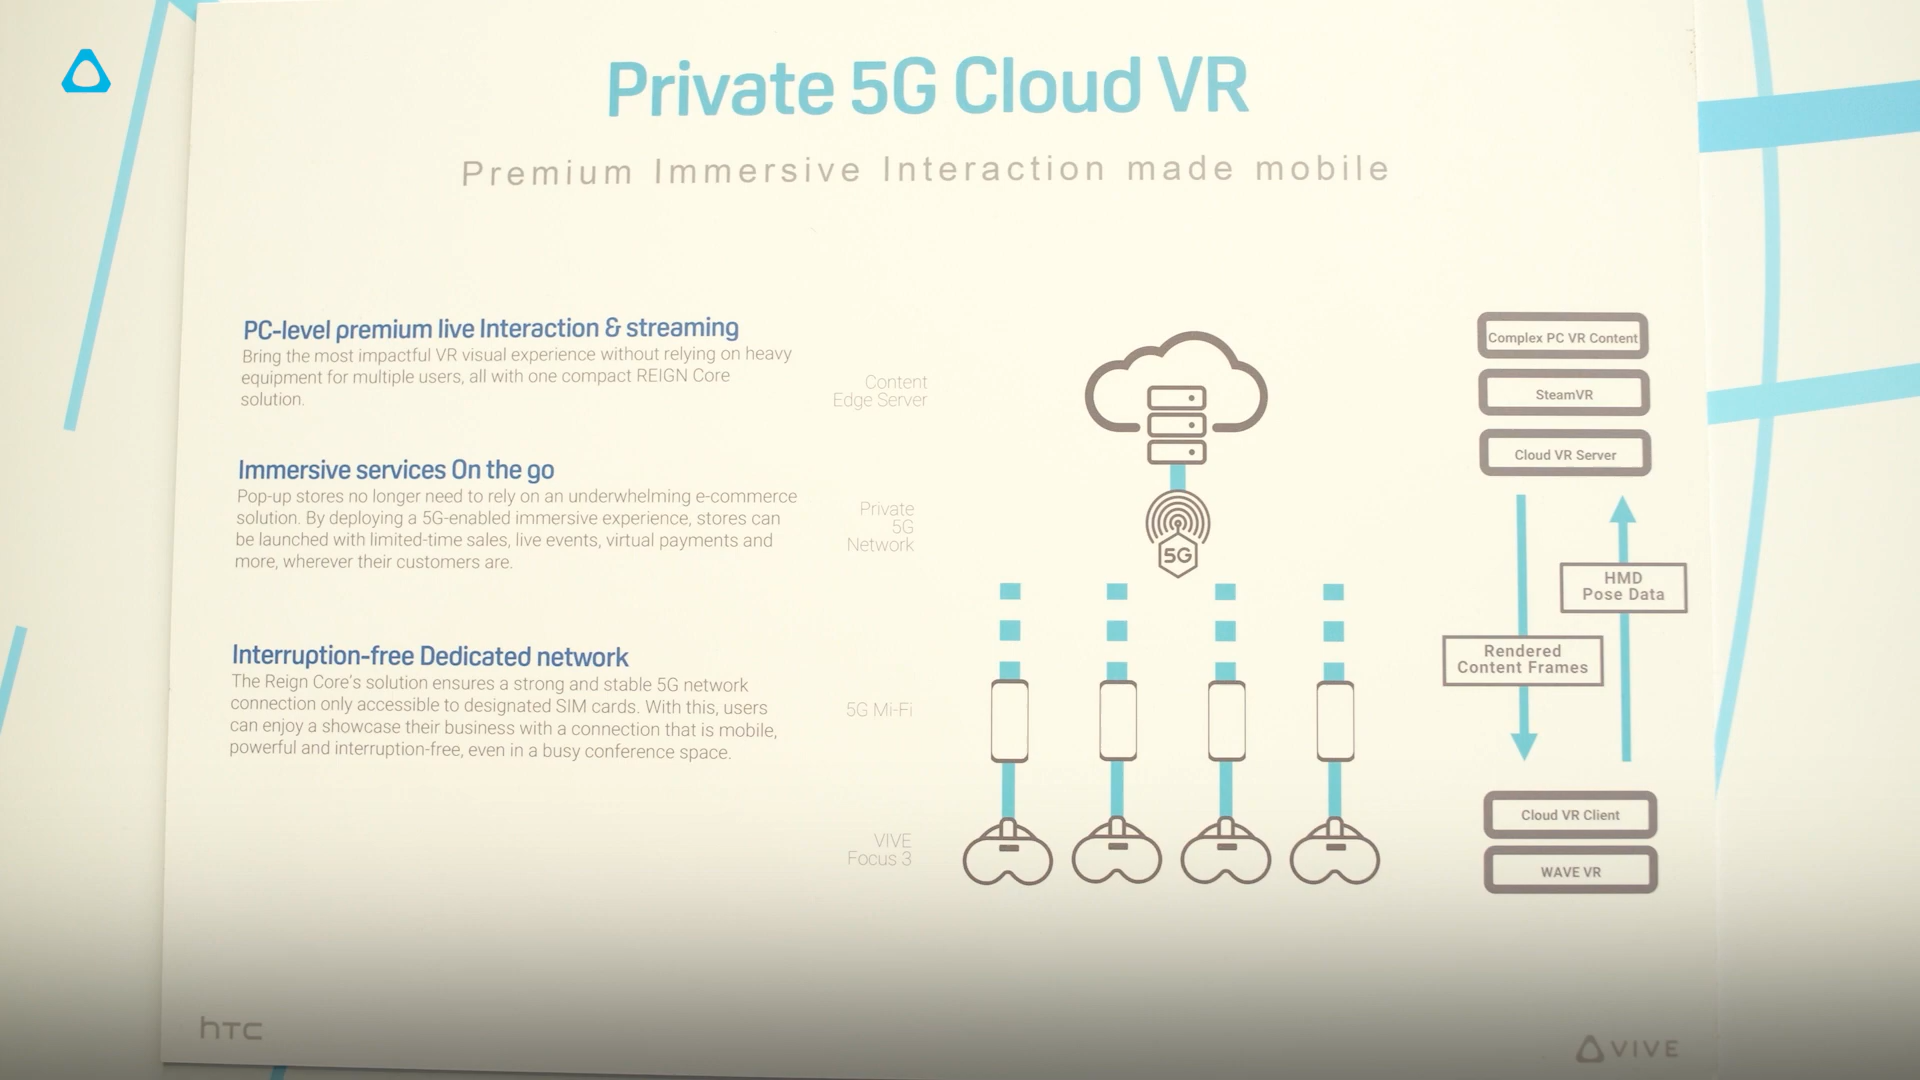 Private 5G Cloud VR
Premium Immersive Interaction made mobile
PC-level premium live Interaction & streaming
Bring the most impactful VR visual experience without relying on heavy
equipment for multiple users, all with one compact REIGN Core
solution.
Immersive services On the go
Pop-up stores no longer need to rely on an underwhelming e-commerce
solution. By deploying a 5G-enabled immersive experience, stores can
be launched with limited-time sales, live events, virtual payments and
more, wherever their customers are.
Interruption-free Dedicated network
The Reign Core's solution ensures a strong and stable 5G network
connection only accessible to designated SIM cards. With this, users
can enjoy a showcase their business with a connection that is mobile,
powerful and interruption-free, even in a busy conference space.
Content
Edge Server
Private
5G
Network
5G
5G Mi-Fi
VIVE
Focus 3
Complex PC VR Content
SteamVR
Cloud VR Server
HMD
Pose Data
Rendered
Content Frames
Cloud VR Client
WAVE VR
hTC
VIVE